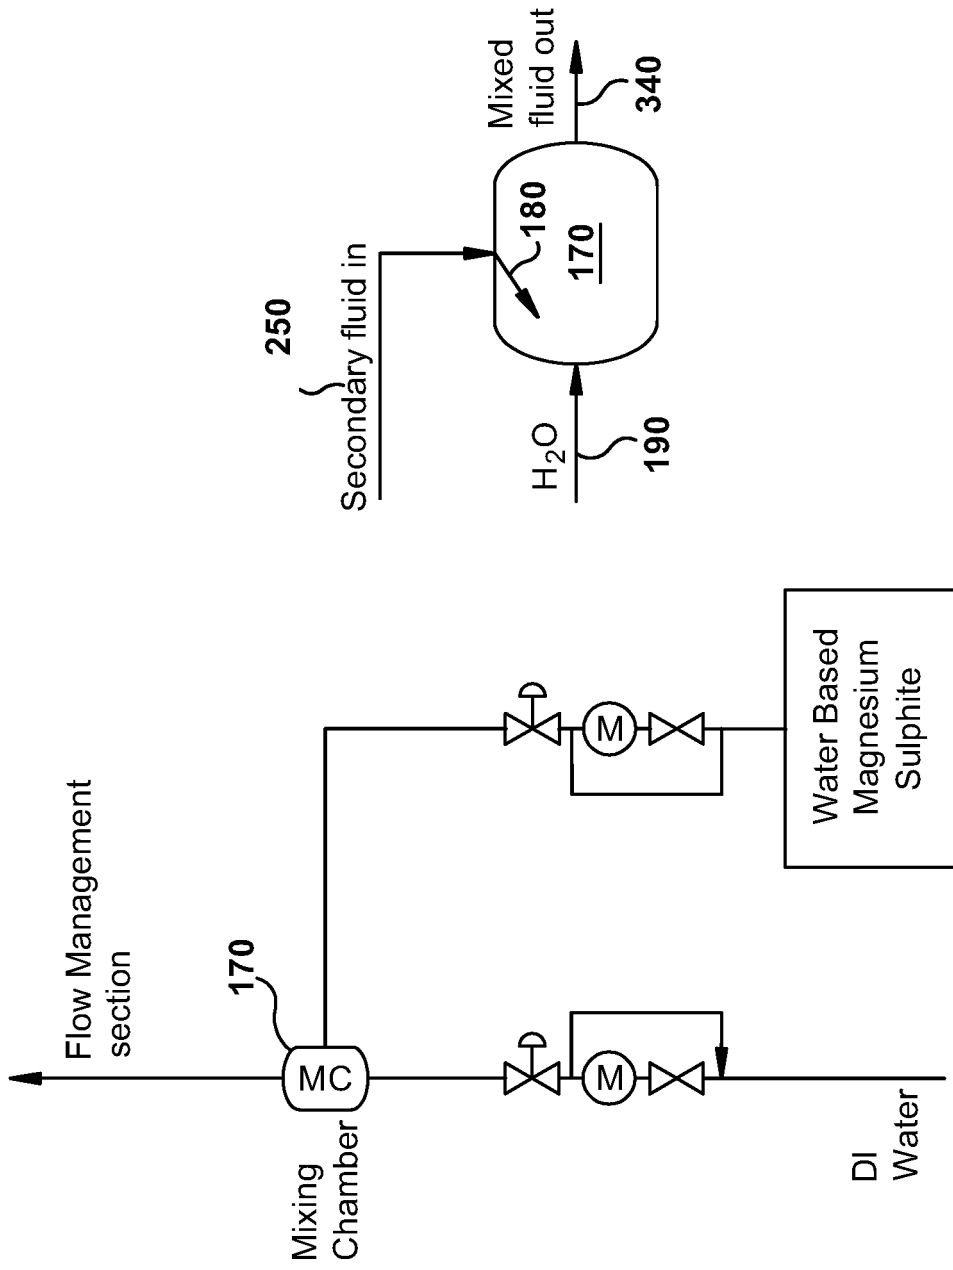 Flow Management
section
170
MC
Mixing
Chamber
M
M
DI
Water
Water Based
Magnesium
Sulphite
250
Secondary fluid in
180
170
H₂O
190
Mixed
fluid out
340